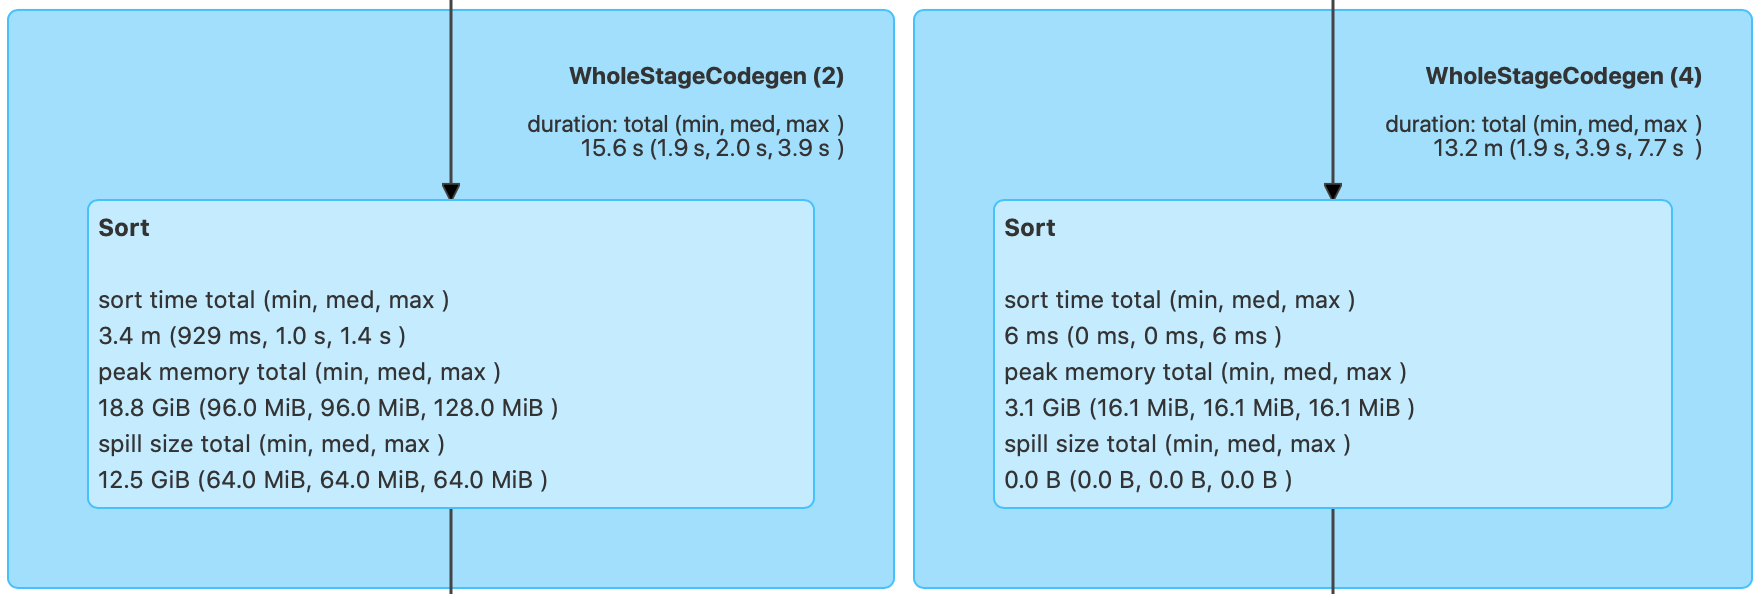 WholeStageCodegen (2)
duration: total (min, med, max )
15.6 s (1.9 s, 2.0 s, 3.9 s )
Sort
sort time total (min, med, max )
3.4 m (929 ms, 1.0 s, 1.4 s )
peak memory total (min, med, max )
18.8 GiB (96.0 MiB, 96.0 MiB, 128.0 MiB )
spill size total (min, med, max )
12.5 GiB (64.0 MiB, 64.0 MiB, 64.0 MiB )
WholeStageCodegen (4)
duration: total (min, med, max )
13.2 m (1.9 s, 3.9 s, 7.7 s )
Sort
sort time total (min, med, max )
6 ms (0 ms, 0 ms, 6 ms )
peak memory total (min, med, max )
3.1 GiB (16.1 MiB, 16.1 MiB, 16.1 MiB )
spill size total (min, med, max )
0.0 B (0.0 B, 0.0 B, 0.0 B )